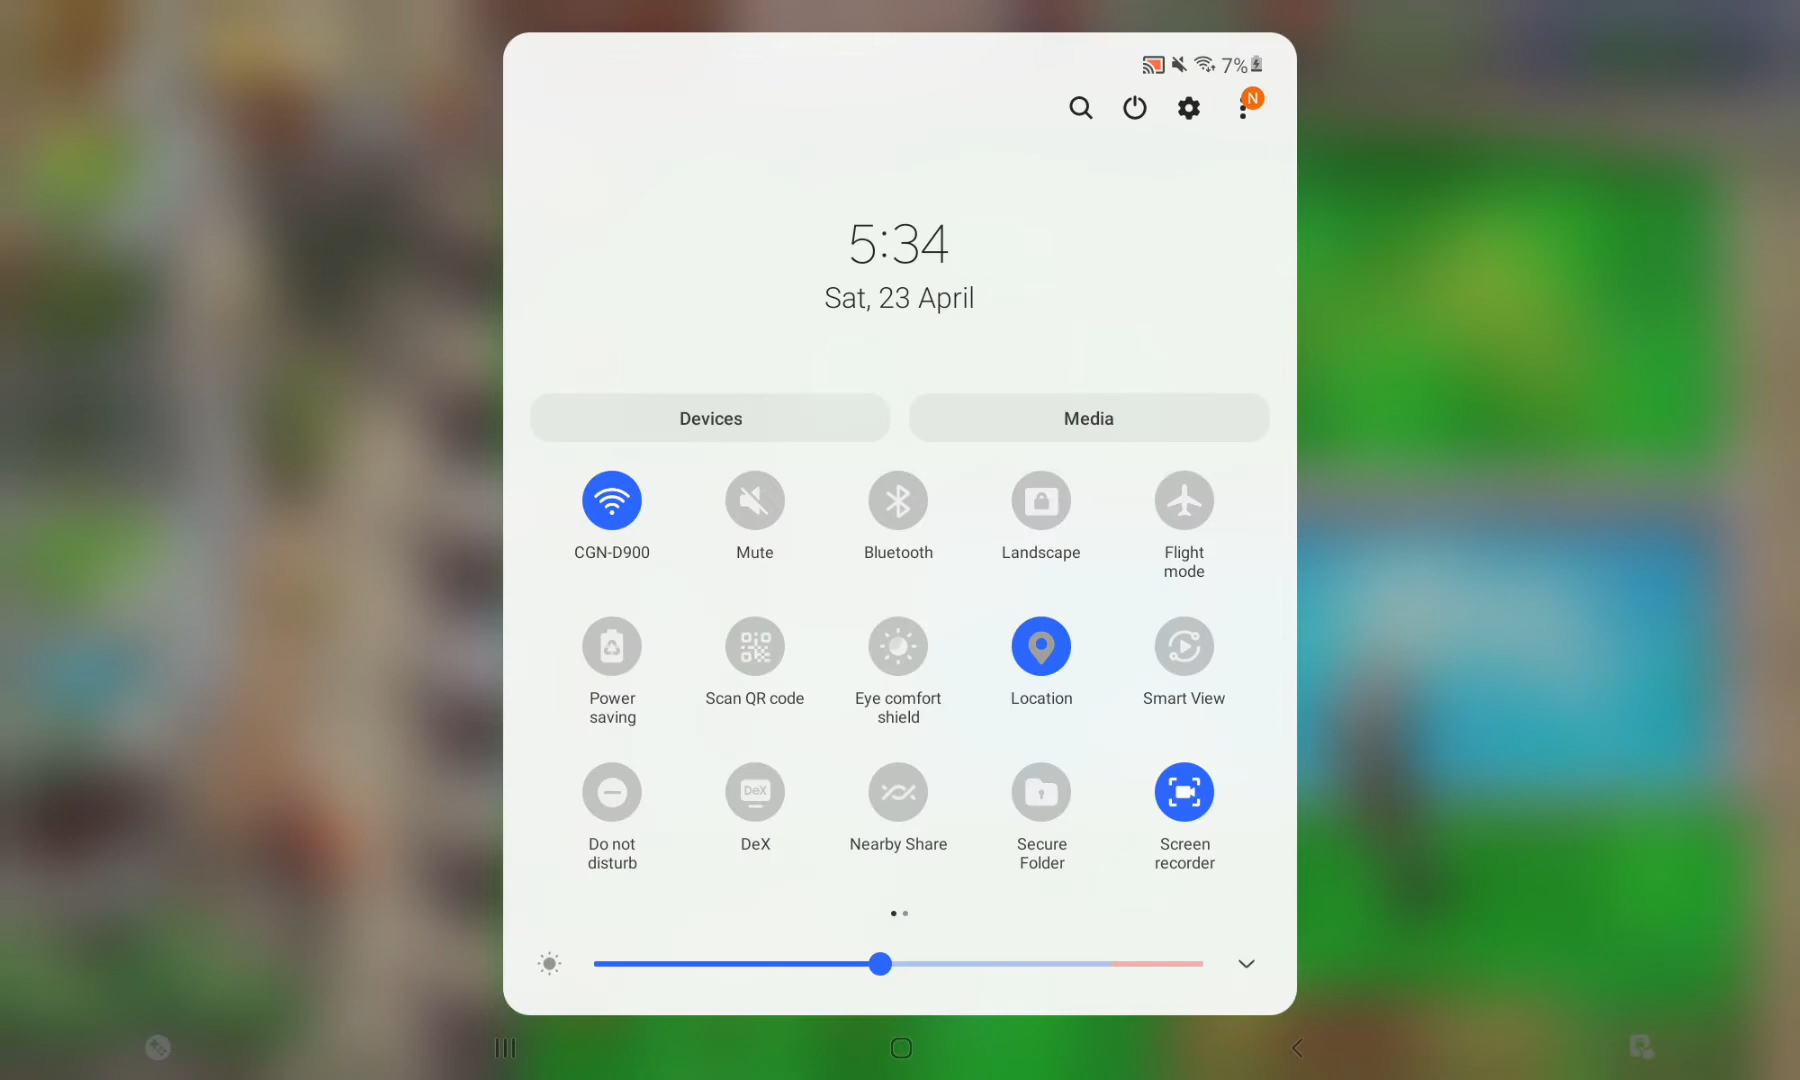 7%
N
5:34
Sat, 23 April
Devices
Media
CGN-D900
Mute
Bluetooth
Landscape
Flight
mode
Power
saving
Scan QR code
Eye comfort
shield
Location
Smart View
Do not
disturb
DeX
DeX
Nearby Share
Secure
Folder
Screen
recorder